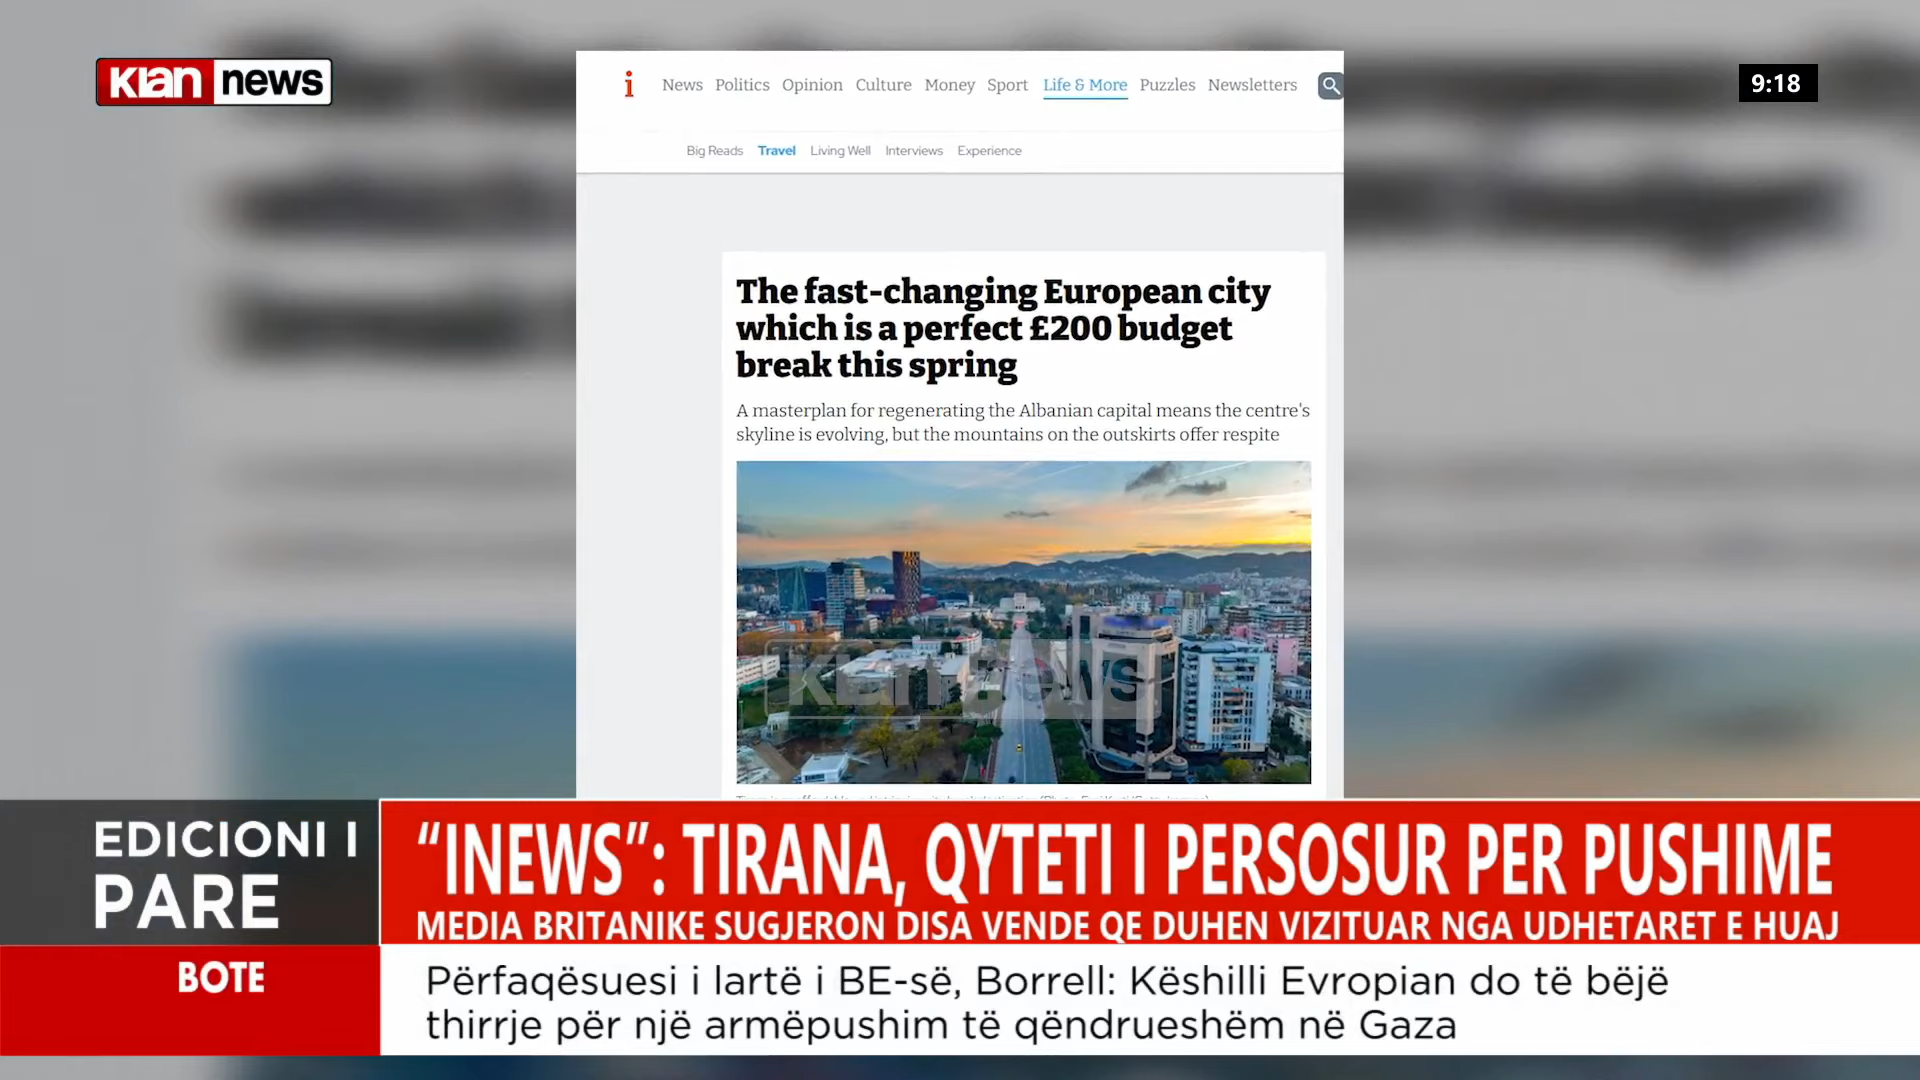 Klan news
9:18
i News Politics Opinion Culture Money Sport Life & More Puzzles Newsletters
Big Reads Travel Living Well Interviews Experience
The fast-changing European city
which is a perfect £200 budget
break this spring
A masterplan for regenerating the Albanian capital means the centre's
skyline is evolving, but the mountains on the outskirts offer respite
Klan news
EDICIONI I
PARE
“INEWS”: TIRANA, QYTETI I PERSOSUR PER PUSHIME
MEDIA BRITANIKE SUGJERON DISA VENDE QE DUHEN VIZITUAR NGA UDHETARET E HUAJ
BOTE
Përfaqësuesi i lartë i BE-së, Borrell: Këshilli Evropian do të bëjë
thirrje për një armëpushim të qëndrueshëm në Gaza